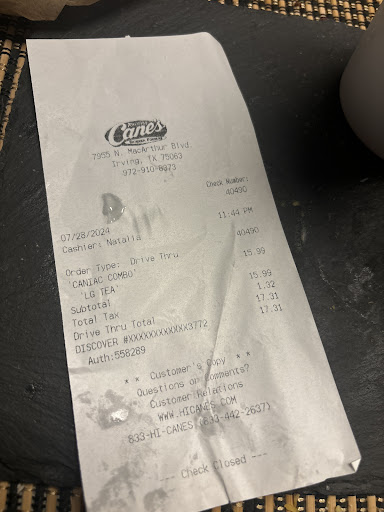 Raising
Cane's
Chicken Fingers
7955 N. MacArthur Blvd.
Irving, TX 75063
972-910-8873
Check Number:
40490
07/28/2024 11:44 PM
Cashier: Natalia
40490
Order Type: Drive Thru
'CANIAC COMBO' 15.99
'LG TEA'
Subtotal 15.99
Total Tax 1.32
Drive Thru Total 17.31
DISCOVER #XXXXXXXXXXXX3772 17.31
Auth:558289
* * Customer's Copy * *
Questions or Comments?
Customer Relations
WWW.HICANES.COM
833-HI-CANES (833-442-2637)
--- Check Closed ---